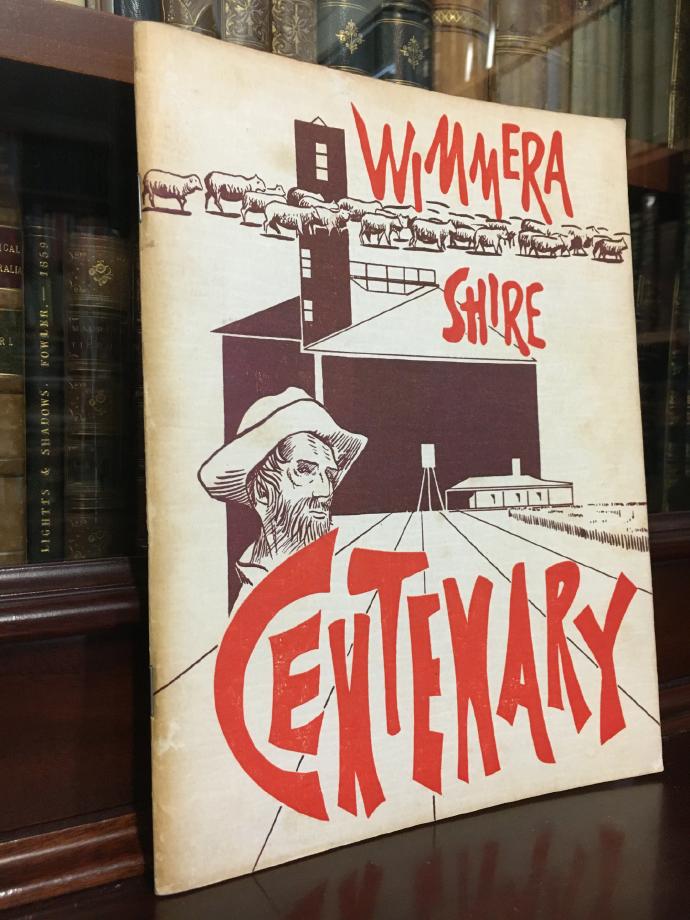 WIMMERA
SHIRE
CENTENARY
LIGHTS & SHADOWS. FOWLER.—1859